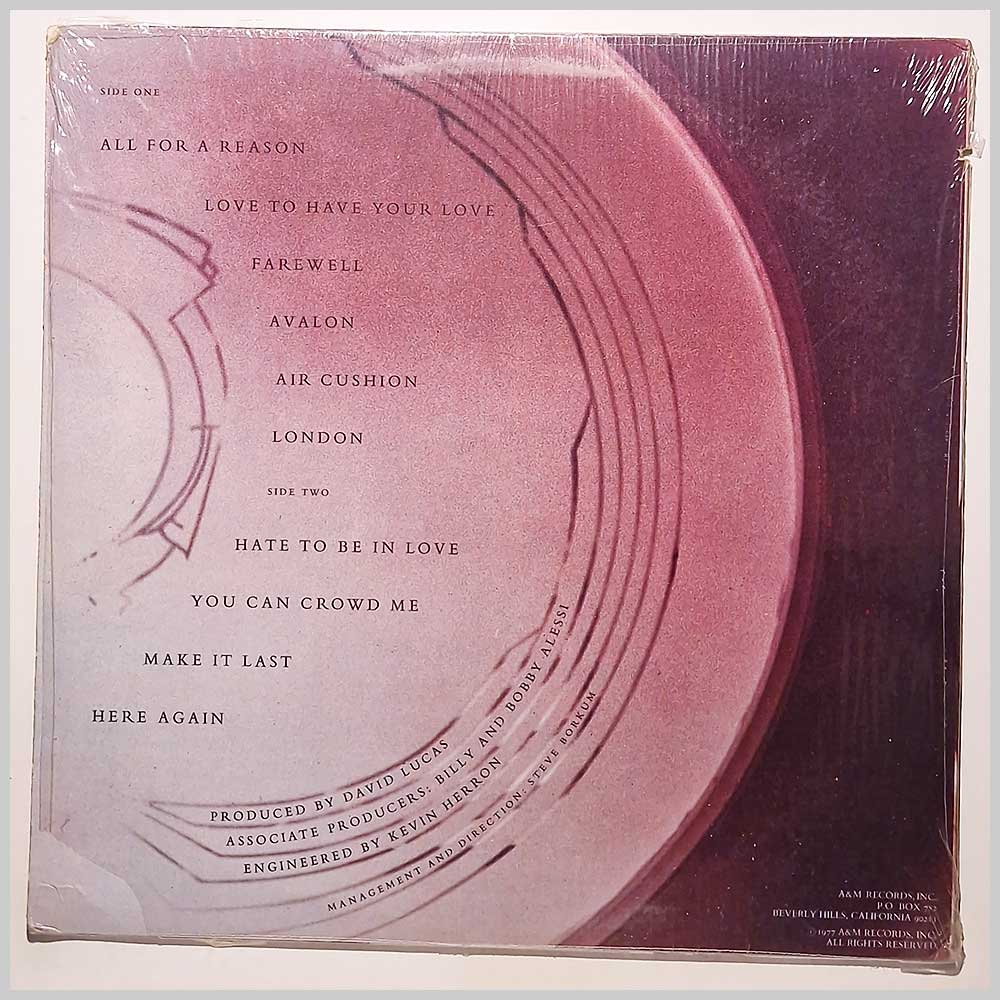 SIDE ONE
ALL FOR A REASON
LOVE TO HAVE YOUR LOVE
FAREWELL
AVALON
AIR CUSHION
LONDON
SIDE TWO
HATE TO BE IN LOVE
YOU CAN CROWD ME
MAKE IT LAST
HERE AGAIN
PRODUCED BY DAVID LUCAS
ASSOCIATE PRODUCERS: BILLY AND BOBBY ALESSI
ENGINEERED BY KEVIN HERRON
MANAGEMENT AND DIRECTION: STEVE BORKUM
A&M RECORDS, INC.
P.O. BOX 782
BEVERLY HILLS, CALIFORNIA
© 1977 A&M RECORDS, INC.
ALL RIGHTS RESERVED